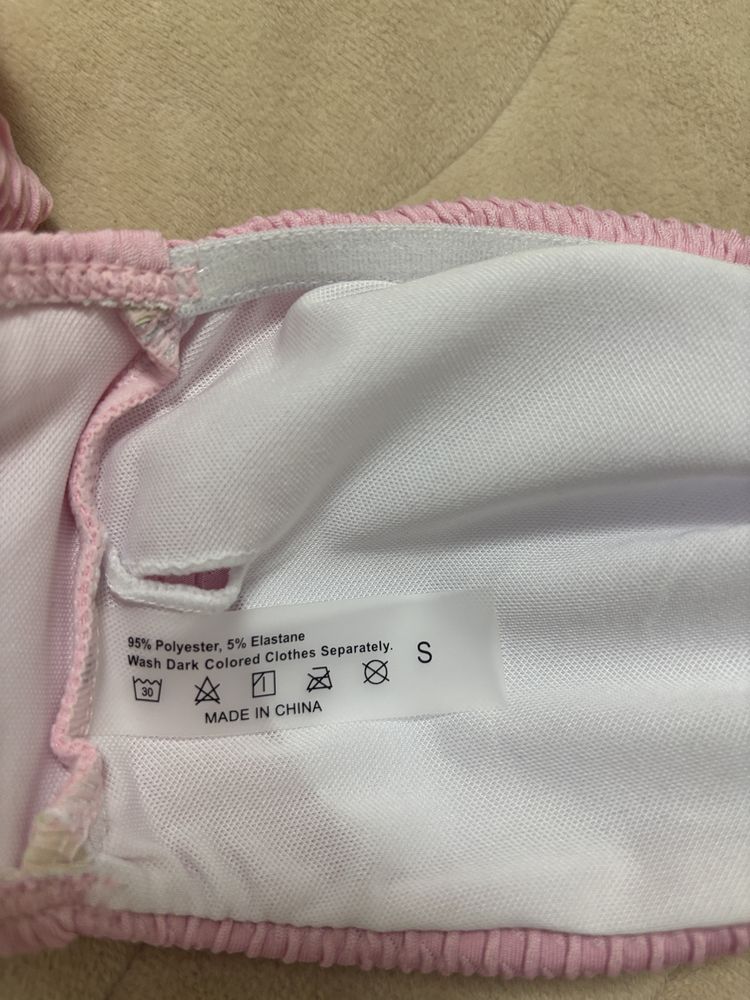 95% Polyester, 5% Elastane
Wash Dark Colored Clothes Separately.
S
30
MADE IN CHINA